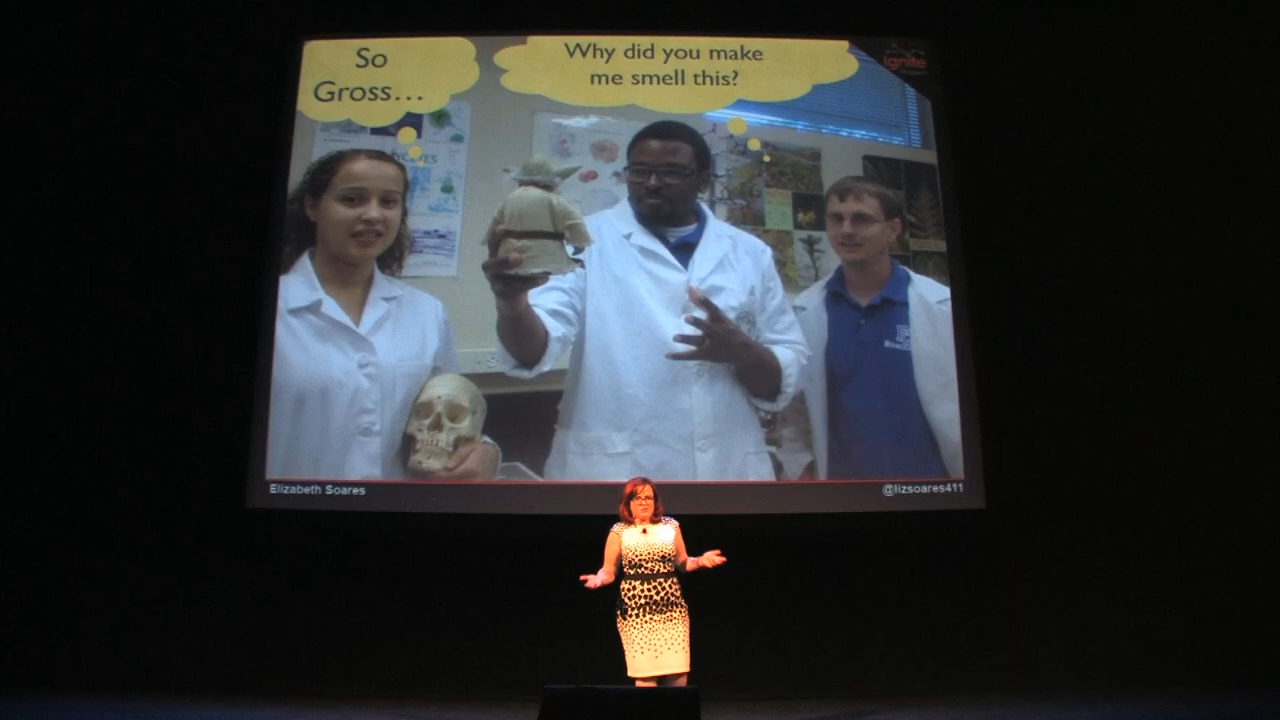 So
Gross...
Why did you make
me smell this?
ignite
Elizabeth Soares
@lizsoares411